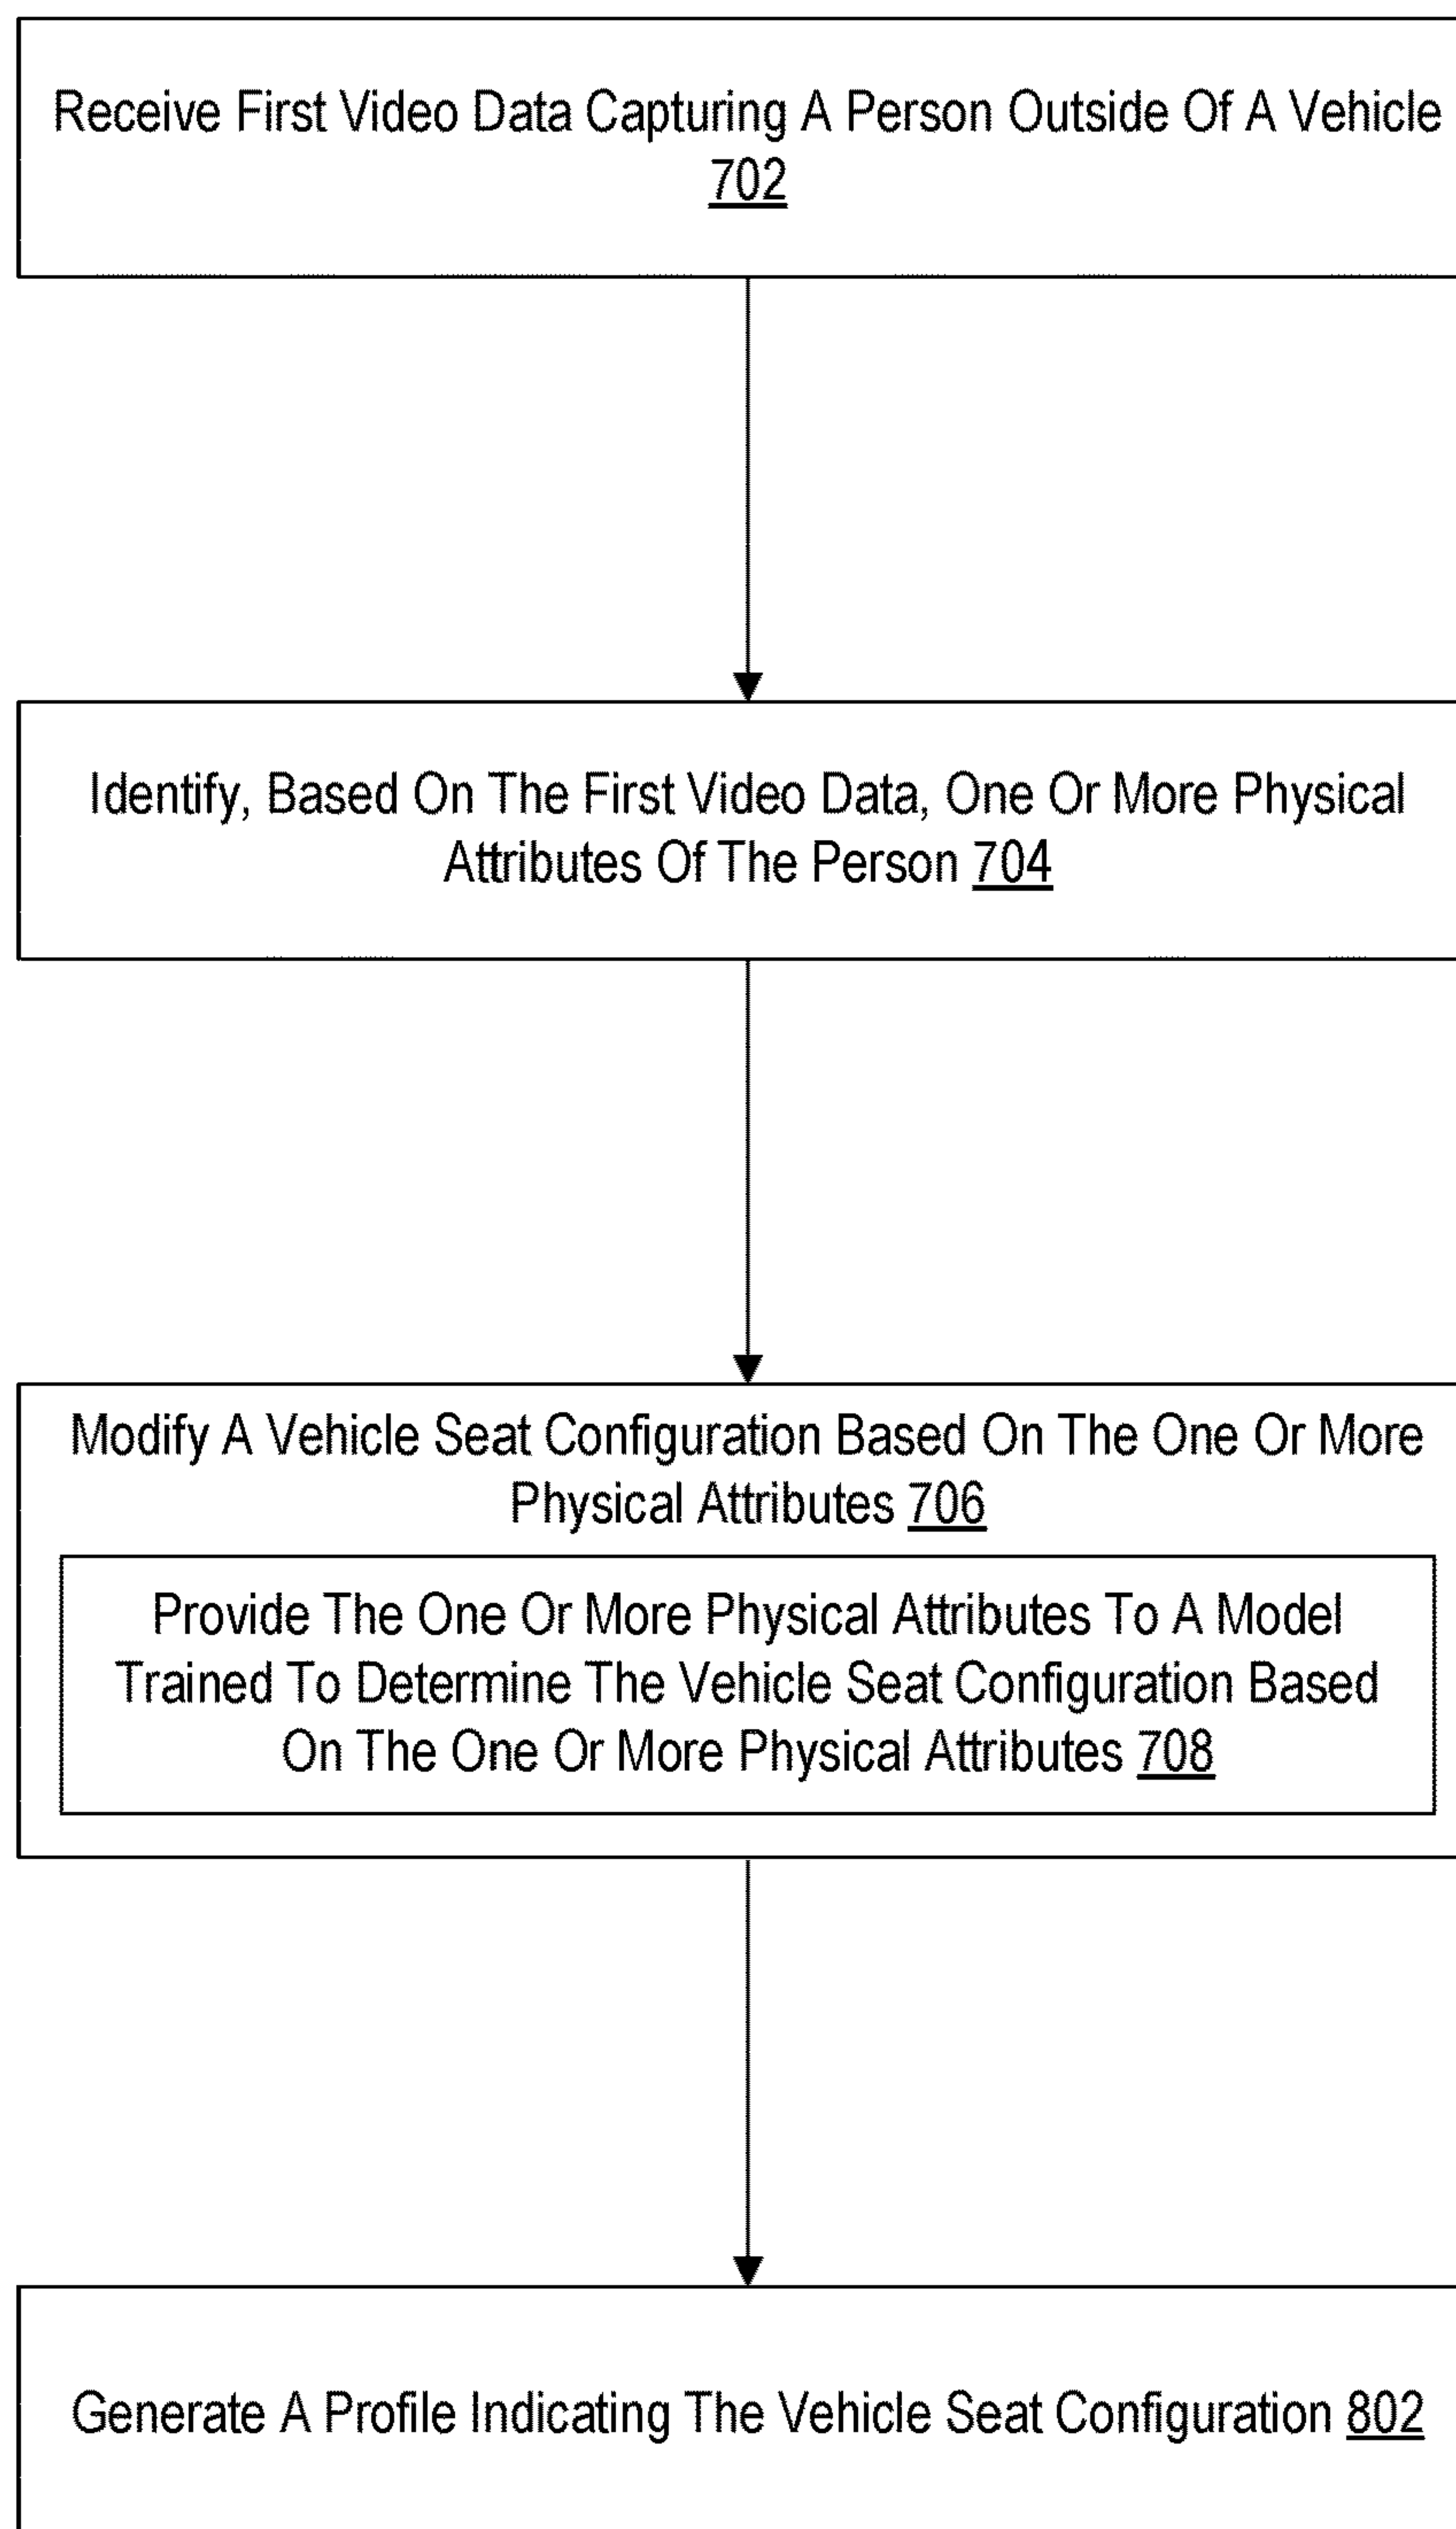 Receive First Video Data Capturing A Person Outside Of A Vehicle
702
Identify, Based On The First Video Data, One Or More Physical
Attributes Of The Person 704
Modify A Vehicle Seat Configuration Based On The One Or More
Physical Attributes 706
Provide The One Or More Physical Attributes To A Model
Trained To Determine The Vehicle Seat Configuration Based
On The One Or More Physical Attributes 708
Generate A Profile Indicating The Vehicle Seat Configuration 802